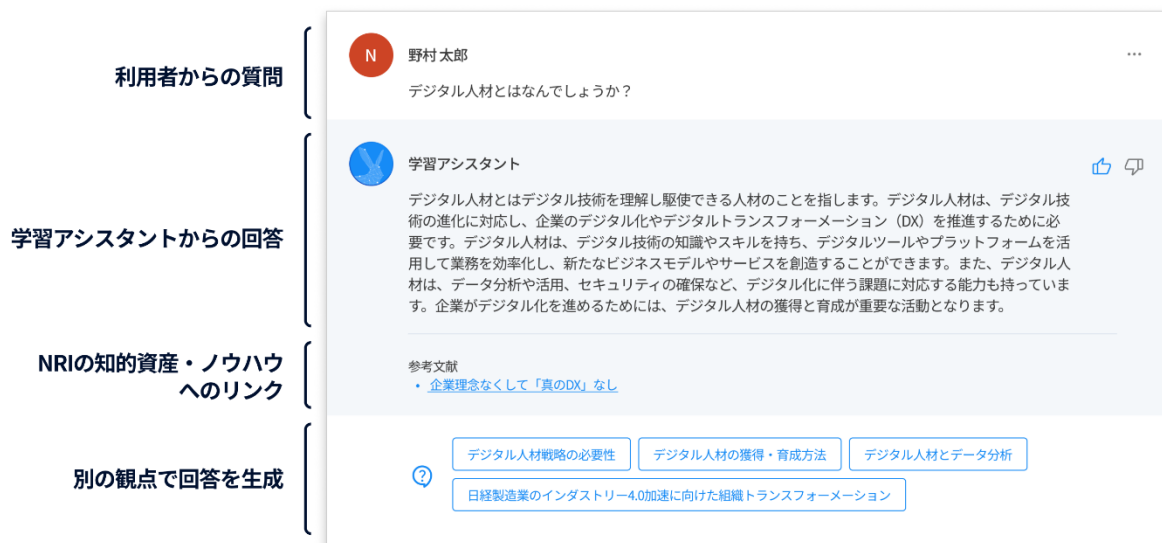 利用者からの質問
N
野村 太郎
…
デジタル人材とはなんでしょうか？
学習アシスタントからの回答
学習アシスタント
デジタル人材とはデジタル技術を理解し駆使できる人材のことを指します。デジタル人材は、デジタル技
術の進化に対応し、企業のデジタル化やデジタルトランスフォーメーション（DX）を推進するために必
要です。デジタル人材は、デジタル技術の知識やスキルを持ち、デジタルツールやプラットフォームを活
用して業務を効率化し、新たなビジネスモデルやサービスを創造することができます。また、デジタル人
材は、データ分析や活用、セキュリティの確保など、デジタル化に伴う課題に対応する能力も持っていま
す。企業がデジタル化を進めるためには、デジタル人材の獲得と育成が重要な活動となります。
NRIの知的資産・ノウハウ
へのリンク
参考文献
• 企業理念なくして「真のDX」なし
別の観点で回答を生成
?
デジタル人材戦略の必要性
デジタル人材の獲得・育成方法
デジタル人材とデータ分析
日経製造業のインダストリー4.0加速に向けた組織トランスフォーメーション